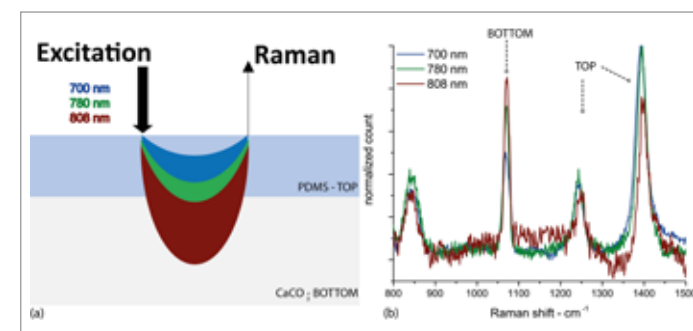 Excitation
Raman
700 nm
780 nm
808 nm
PDMS - TOP
CaCO3 BOTTOM
(a)
BOTTOM
700 nm
780 nm
808 nm
TOP
normalized count
800 900 1000 1100 1200 1300 1400 1500
Raman shift - cm⁻¹
(b)